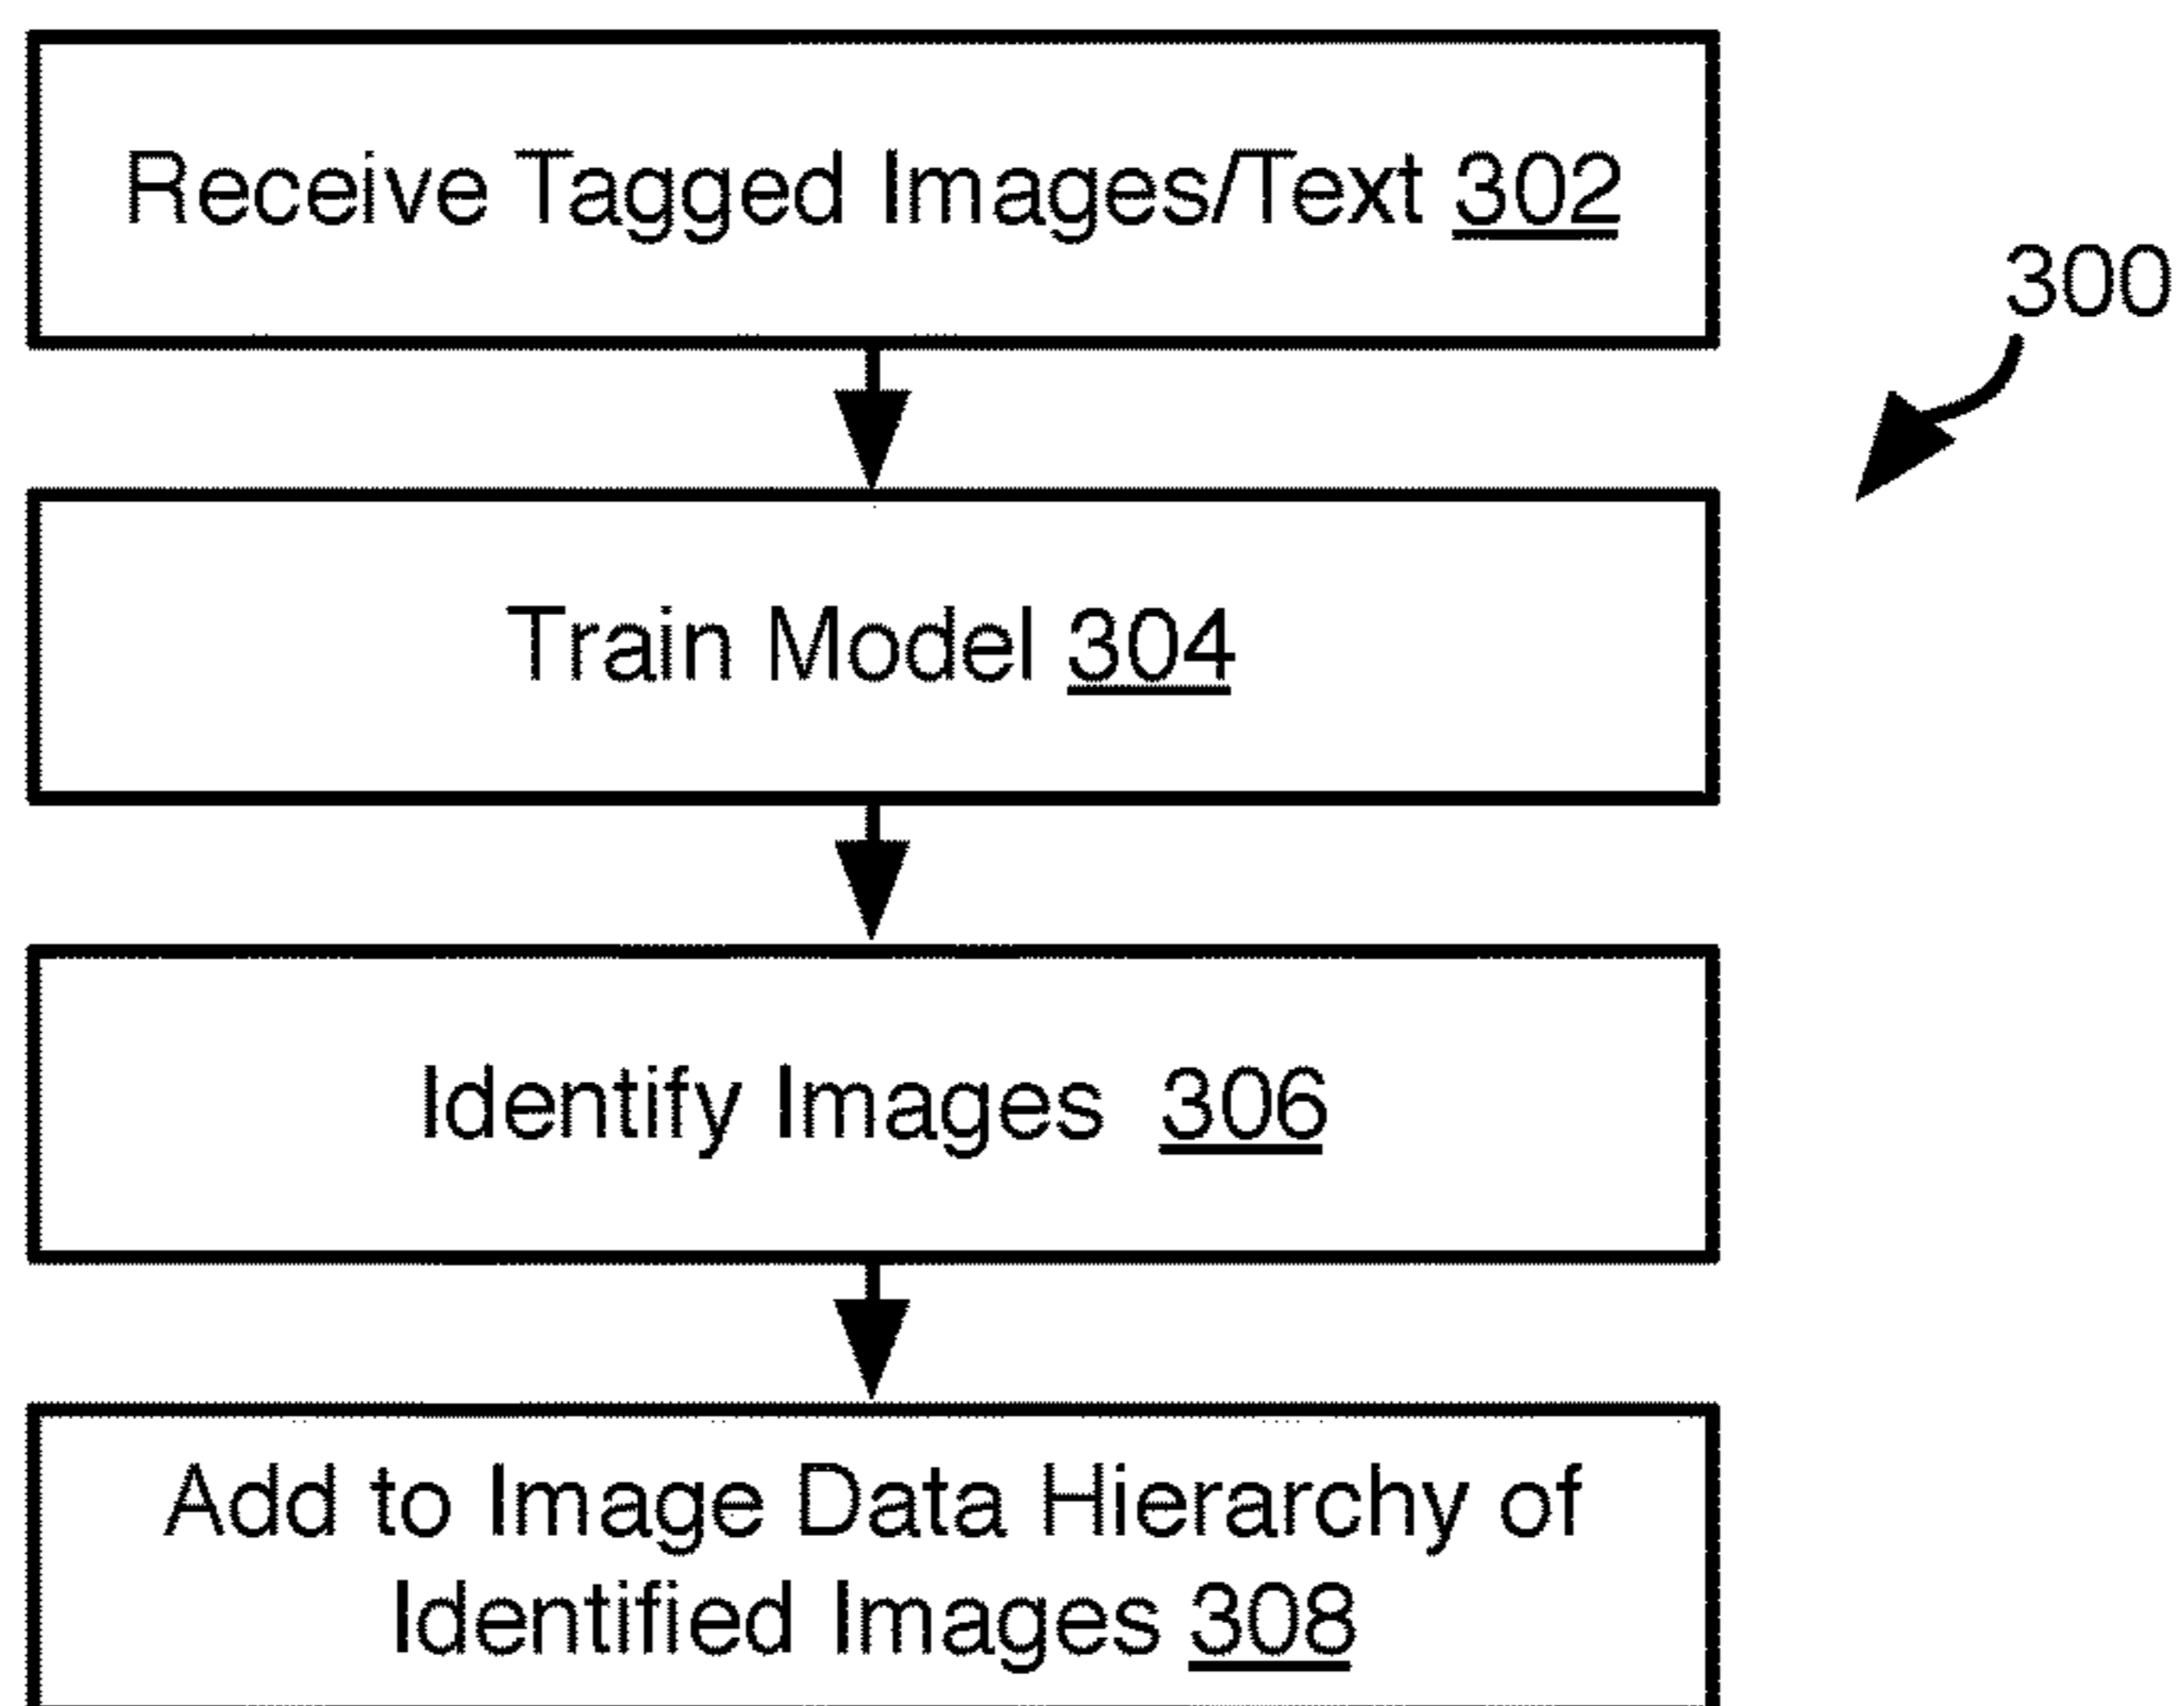 Receive Tagged Images/Text 302
300
Train Model 304
Identify Images 306
Add to Image Data Hierarchy of
Identified Images 308